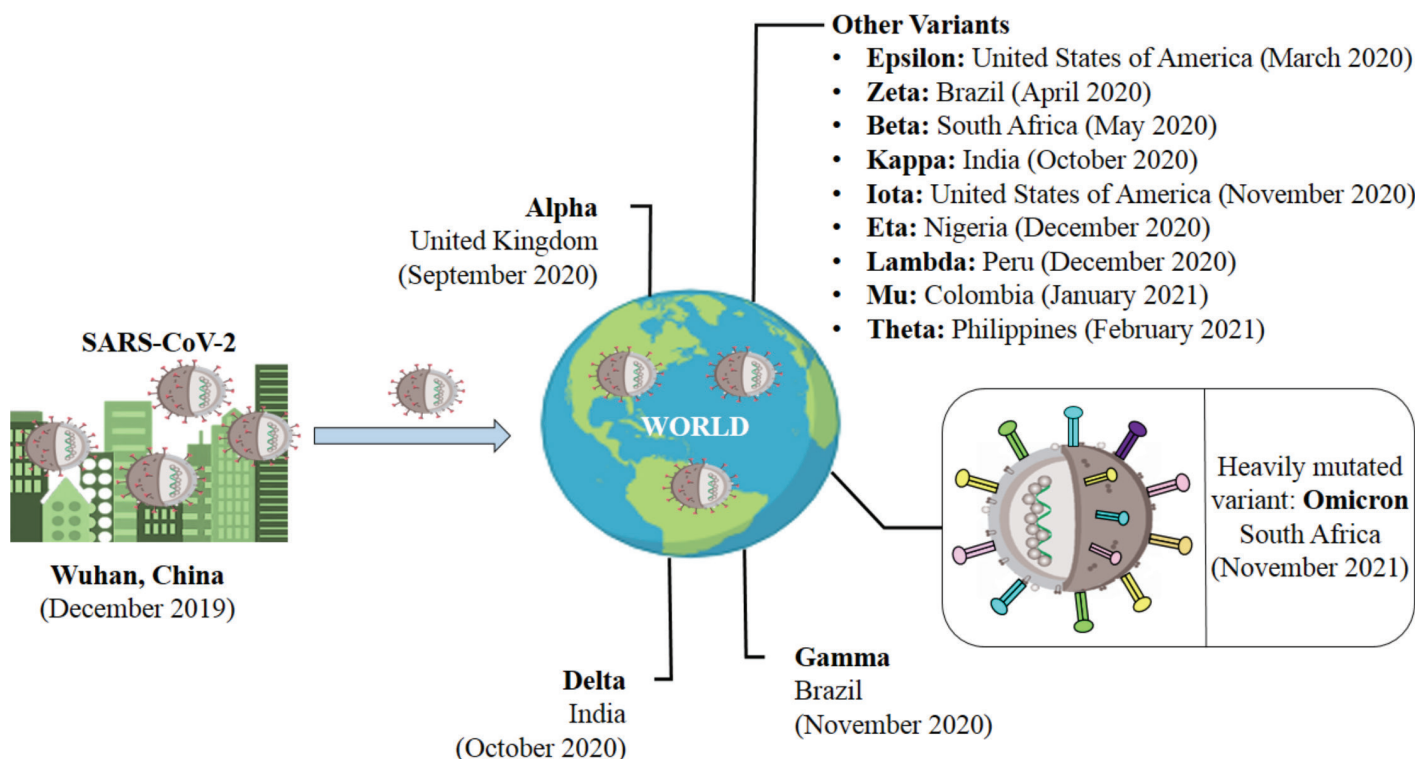 SARS-CoV-2
Wuhan, China
(December 2019)
Alpha
United Kingdom
(September 2020)
WORLD
Delta
India
(October 2020)
Gamma
Brazil
(November 2020)
Other Variants
• Epsilon: United States of America (March 2020)
• Zeta: Brazil (April 2020)
• Beta: South Africa (May 2020)
• Kappa: India (October 2020)
• Iota: United States of America (November 2020)
• Eta: Nigeria (December 2020)
• Lambda: Peru (December 2020)
• Mu: Colombia (January 2021)
• Theta: Philippines (February 2021)
Heavily mutated
variant: Omicron
South Africa
(November 2021)